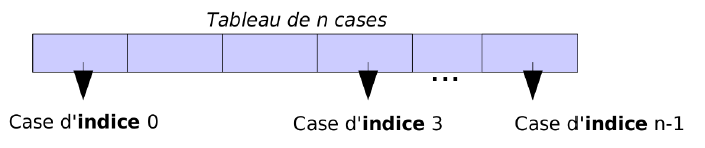 Tableau de n cases
...
Case d'indice 0 Case d'indice 3 Case d'indice n-1